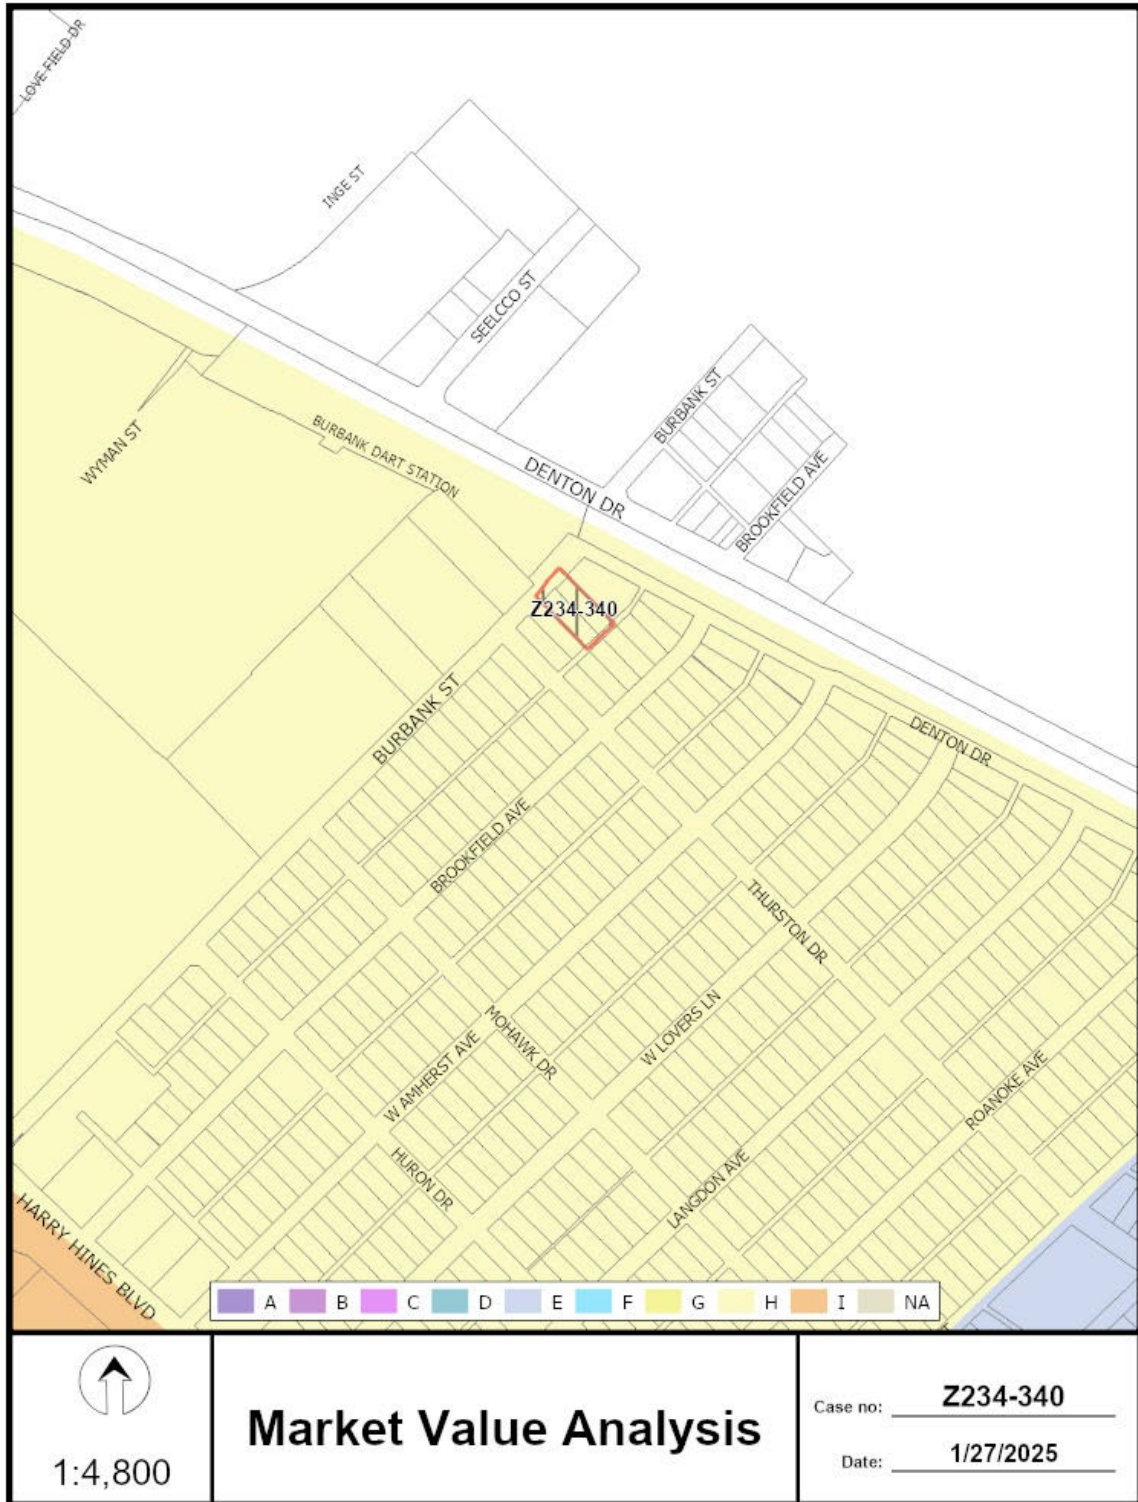 LOVE FIELD DR
INGE ST
SEELCCO ST
BURBANK ST
WYMAN ST
BURBANK DART STATION
DENTON DR
BROOKFIELD AVE
Z234-340
BURBANK ST
DENTON DR
BROOKFIELD AVE
THURSTON DR
MOHAWK DR
W LOVERS LN
W AMHERST AVE
ROANOKE AVE
HURON DR
LANGDON AVE
HARRY HINES BLVD
A B C D E F G H I NA
1:4,800
Market Value Analysis
Case no: Z234-340
Date: 1/27/2025